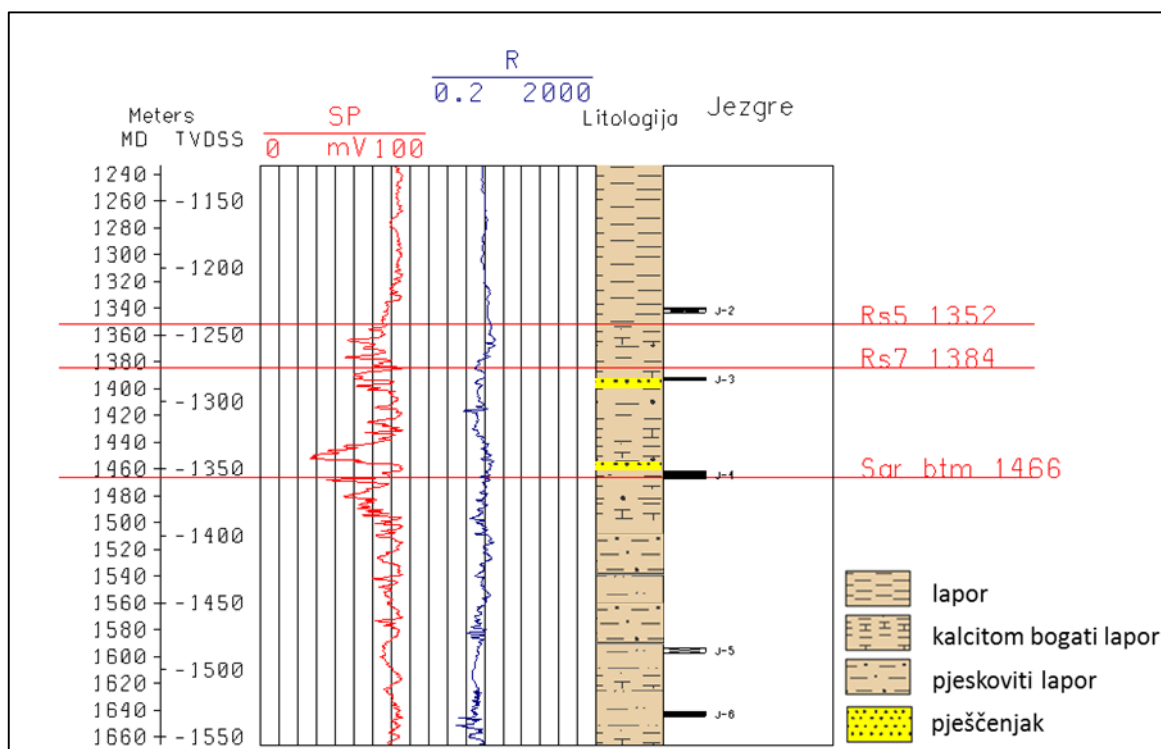 R
0.2 2000
Meters
MD TVDSS
SP
0 mV 100
Litologija
Jezgre
1240
1260 -1150
1280
1300
1320 -1200
1340
1360 -1250
1380
1400
1420 -1300
1440
1460 -1350
1480
1500
1520 -1400
1540
1560 -1450
1580
1600
1620 -1500
1640
1660 -1550
J-2
Rs5 1352
Rs7 1384
J-3
Sar btm 1466
J-4
J-5
J-6
lapor
kalcitom bogati lapor
pjeskoviti lapor
pješčenjak